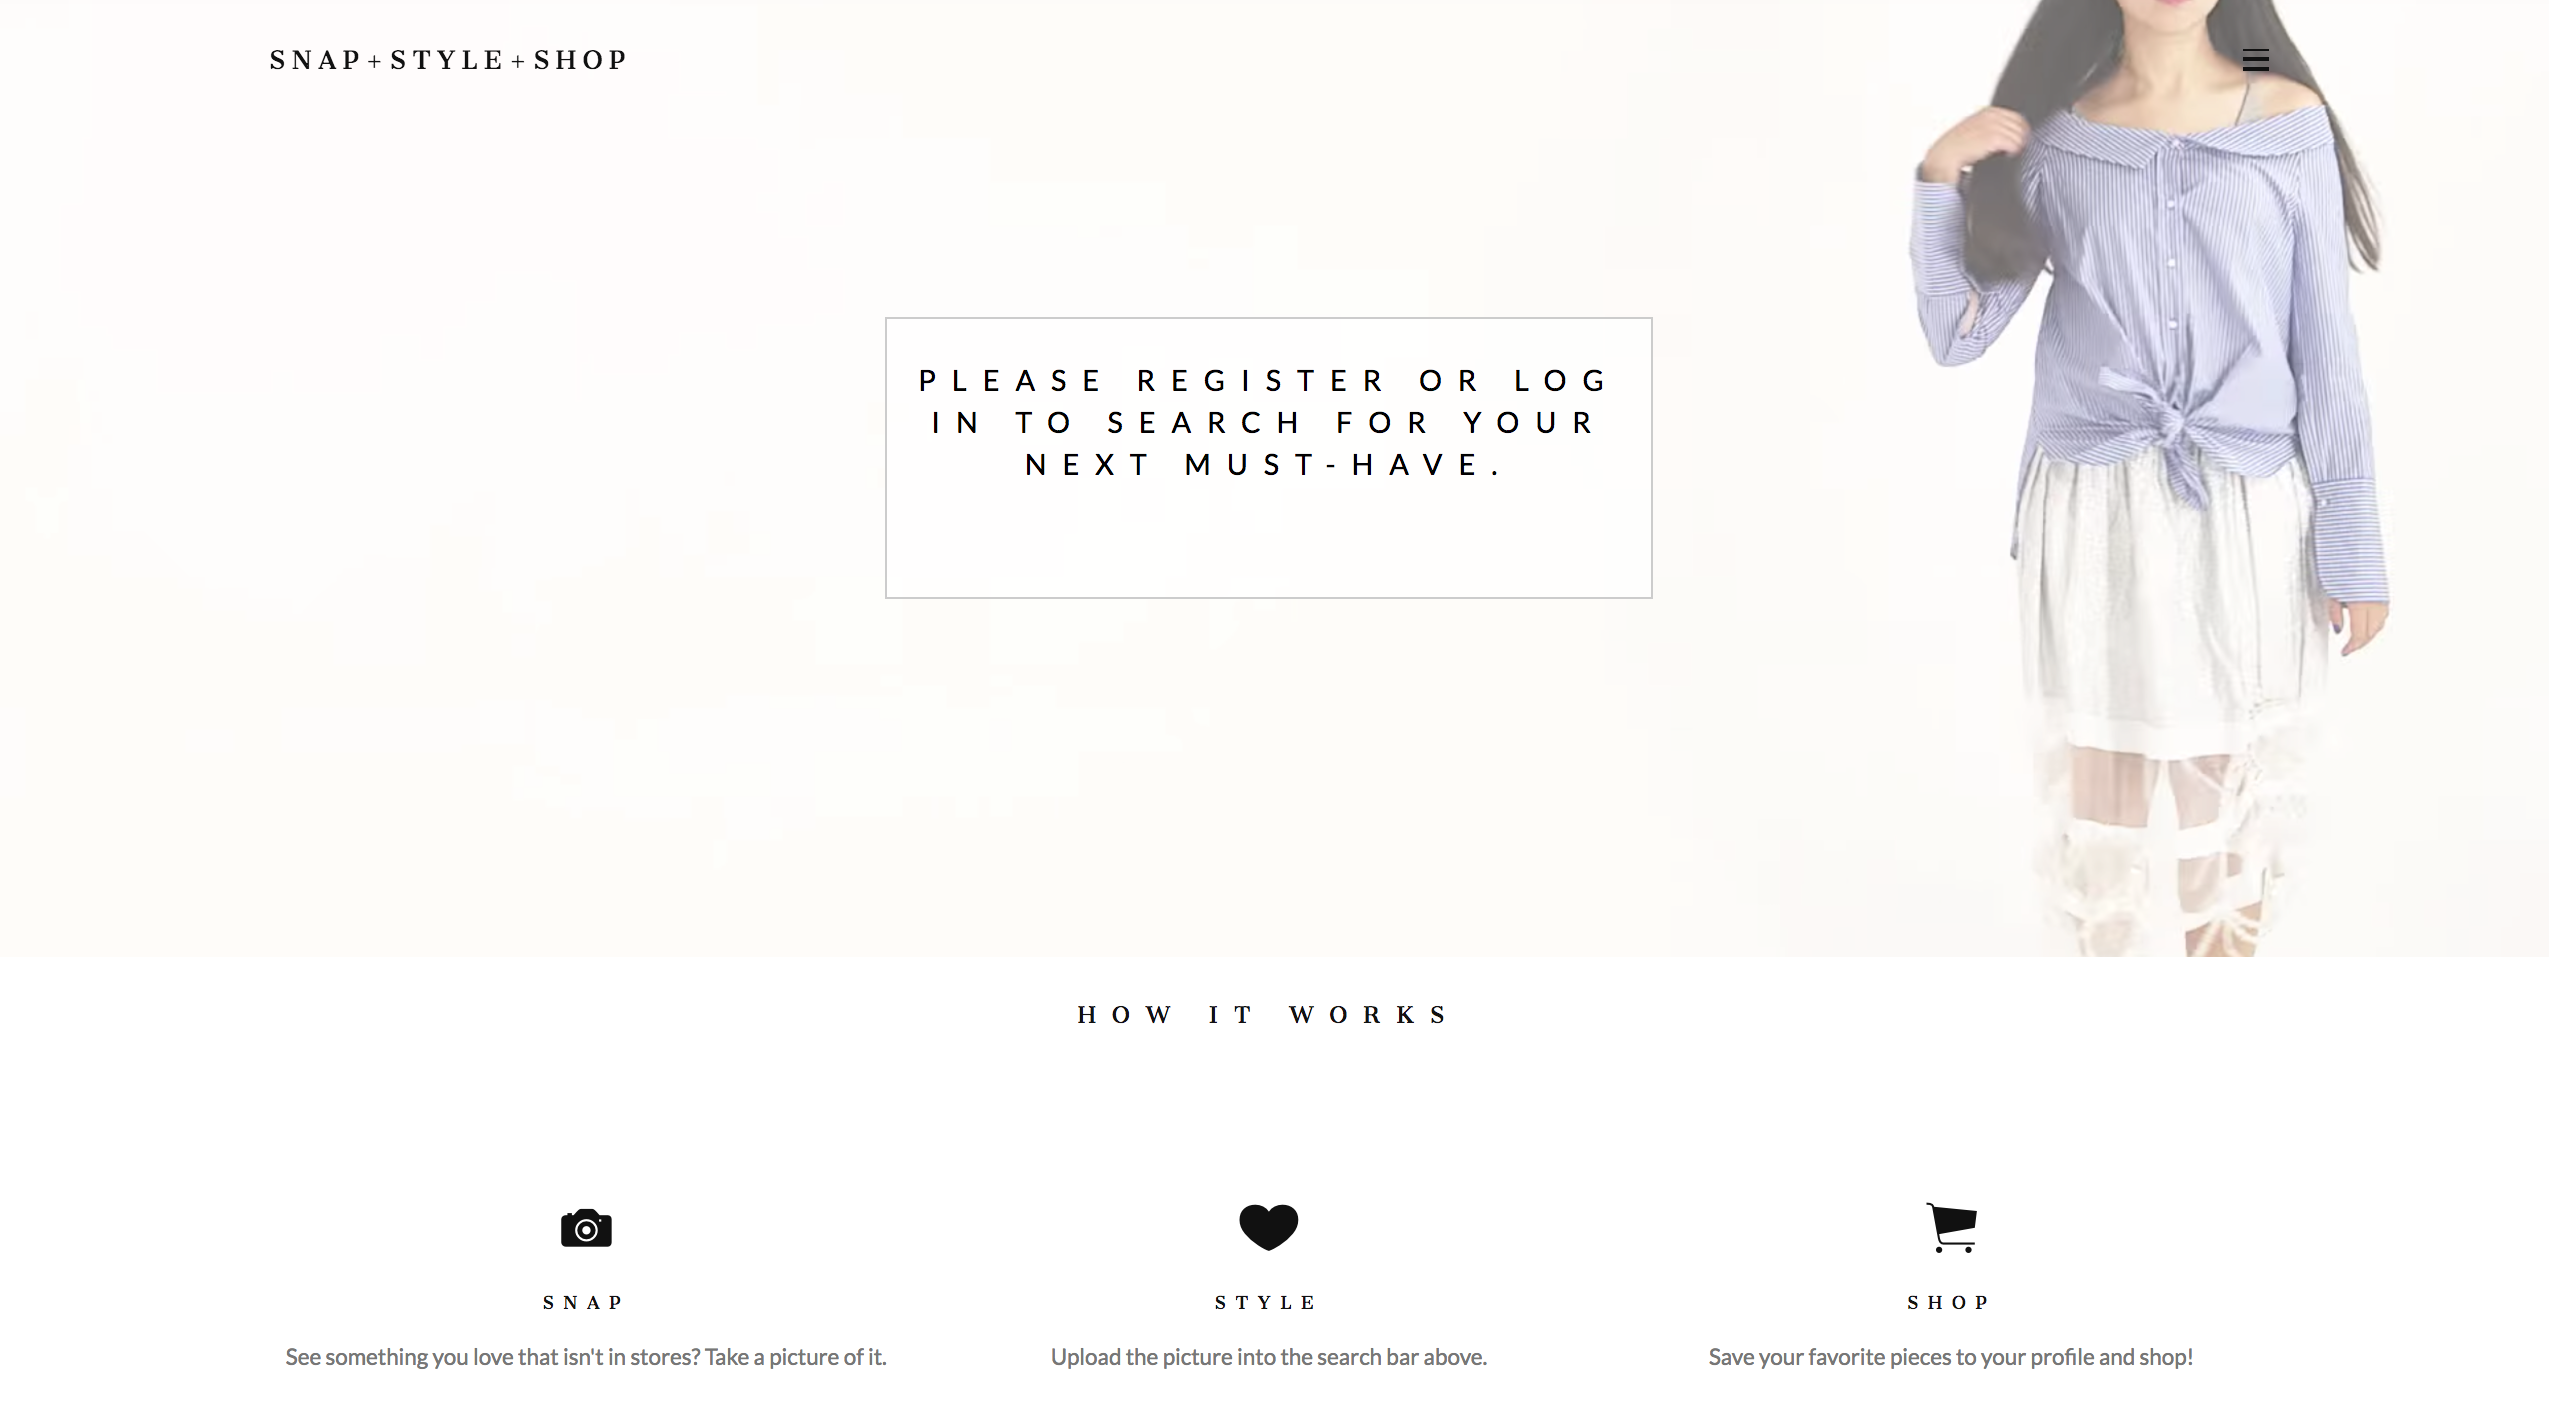 SNAP+STYLE+SHOP
PLEASE REGISTER OR LOG
IN TO SEARCH FOR YOUR
NEXT MUST-HAVE.
HOW IT WORKS
SNAP
STYLE
SHOP
See something you love that isn't in stores? Take a picture of it.
Upload the picture into the search bar above.
Save your favorite pieces to your profile and shop!